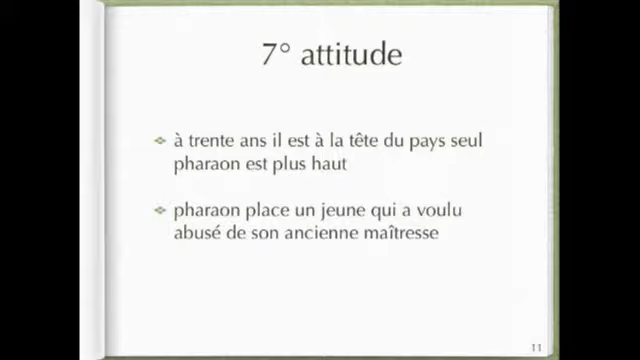 7° attitude
à trente ans il est à la tête du pays seul
pharaon est plus haut
pharaon place un jeune qui a voulu
abusé de son ancienne maîtresse
11